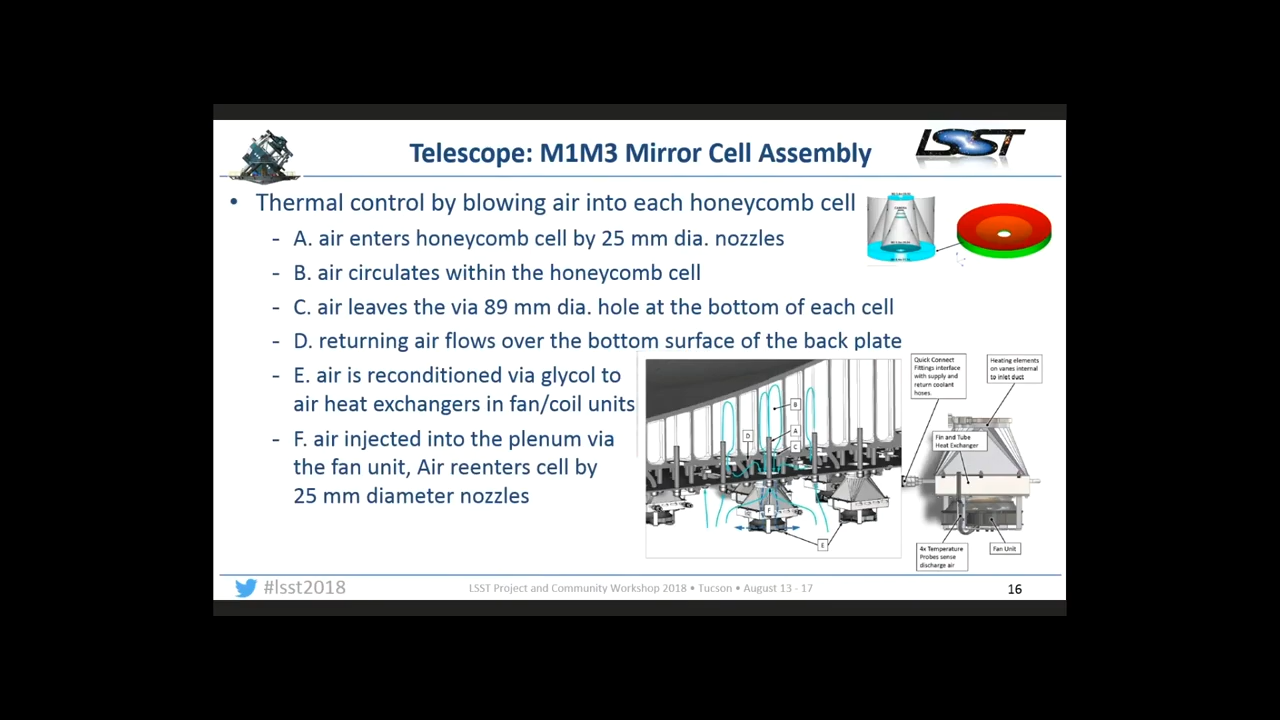 Telescope: M1M3 Mirror Cell Assembly
LSST
• Thermal control by blowing air into each honeycomb cell
- A. air enters honeycomb cell by 25 mm dia. nozzles
- B. air circulates within the honeycomb cell
- C. air leaves the via 89 mm dia. hole at the bottom of each cell
- D. returning air flows over the bottom surface of the back plate
- E. air is reconditioned via glycol to
air heat exchangers in fan/coil units
- F. air injected into the plenum via
the fan unit, Air reenters cell by
25 mm diameter nozzles
B
A
D
C
F
E
Quick Connect
Fittings interface
with supply and
return coolant
hoses.
Heating elements
on vanes internal
to inlet duct
Fin and Tube
Heat Exchanger
4x Temperature
Probes sense
discharge air
Fan Unit
#lsst2018
LSST Project and Community Workshop 2018 • Tucson • August 13 - 17
16